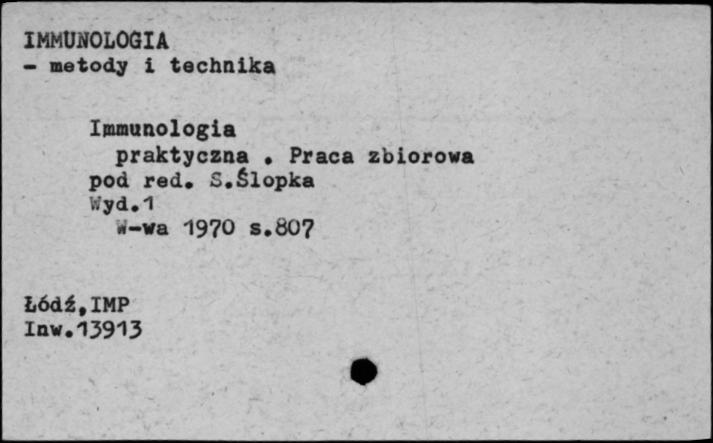 IMMUNOLOGIA
- metody i technika
Immunologia
praktyczna . Praca zbiorowa
pod red. S.Ślopka
Wyd.1
W-wa 1970 s.807
Łódź,IMP
Inw.13913